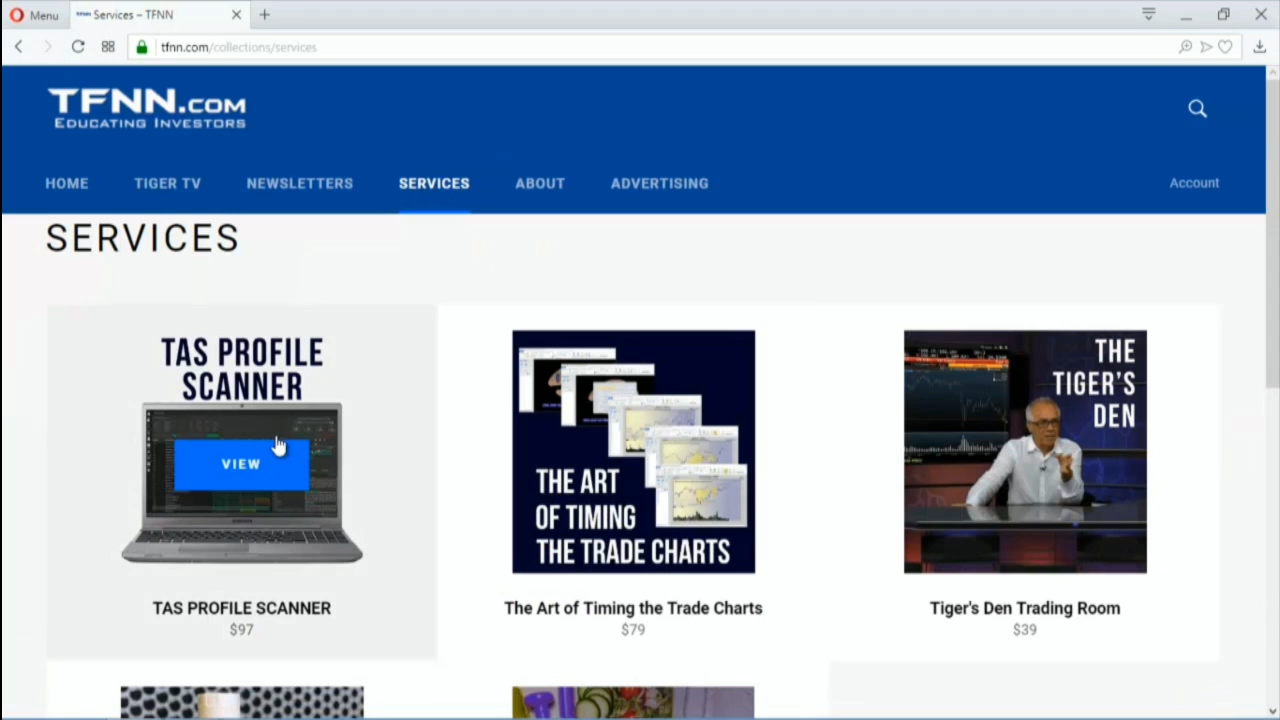 Menu
Services – TFNN
tfnn.com/collections/services
TFNN.COM
EDUCATING INVESTORS
HOME TIGER TV NEWSLETTERS SERVICES ABOUT ADVERTISING Account
SERVICES
TAS PROFILE
SCANNER
VIEW
TAS PROFILE SCANNER
$97
THE ART
OF TIMING
THE TRADE CHARTS
The Art of Timing the Trade Charts
$79
THE
TIGER'S
DEN
Tiger's Den Trading Room
$39